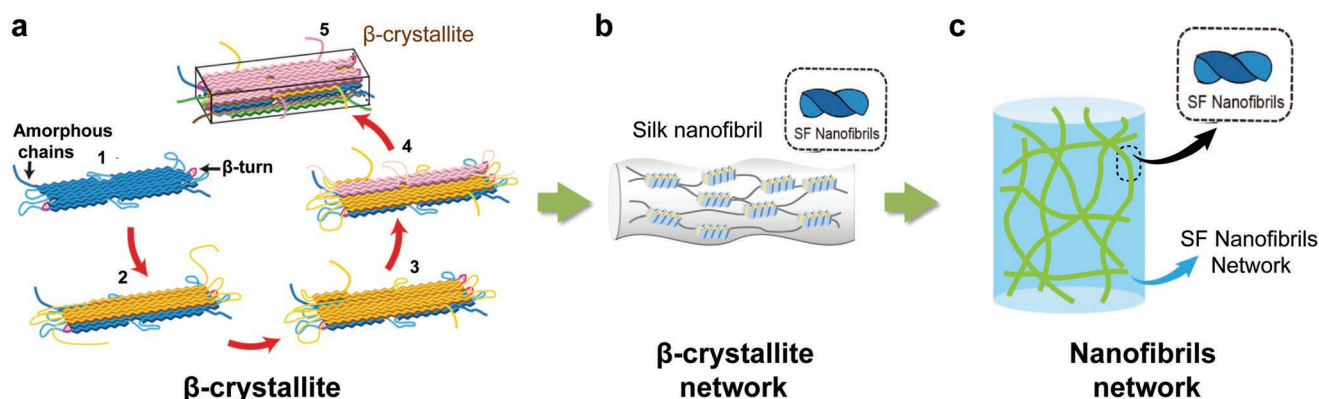 a
5
β-crystallite
Amorphous
chains
1
β-turn
4
2
3
β-crystallite
b
Silk nanofibril
SF Nanofibrils
β-crystallite
network
c
SF Nanofibrils
SF Nanofibrils
Network
Nanofibrils
network